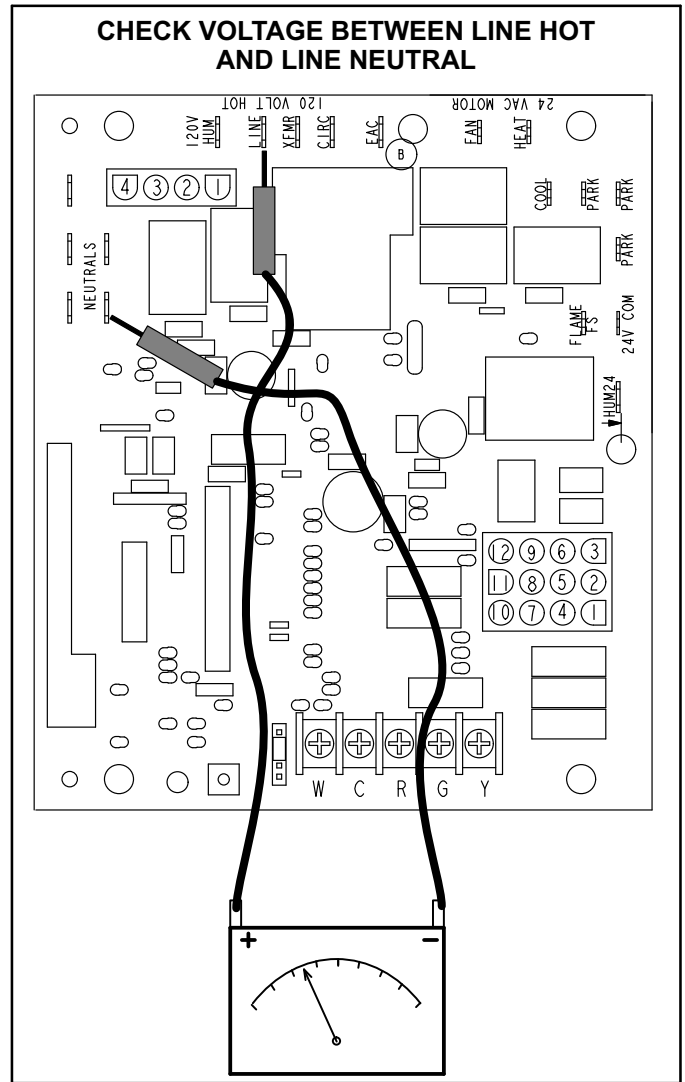 CHECK VOLTAGE BETWEEN LINE HOT
AND LINE NEUTRAL
120 VOLT HOT
24 VAC MOTOR
120V
HUM
LINE
XFMR
CIRC
EAC
FAN
HEAT
B
4 3 2 1
COOL
PARK
PARK
NEUTRALS
PARK
FLAME
FS
24V COM
HUM24
12 9 6 3
11 8 5 2
10 7 4 1
W C R G Y
+ −